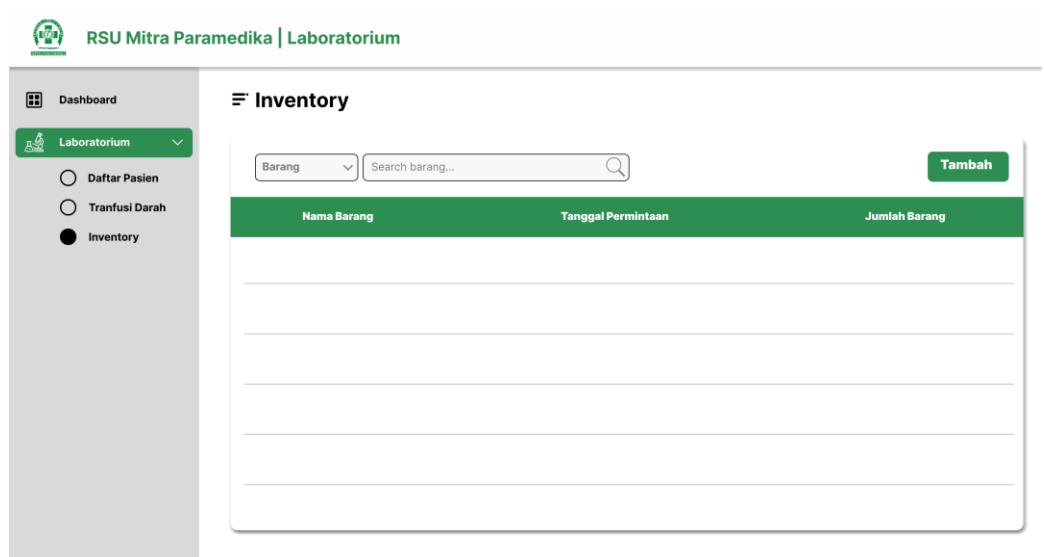 RSU Mitra Paramedika | Laboratorium
Dashboard
Laboratorium
Daftar Pasien
Tranfusi Darah
Inventory
Inventory
Barang
Search barang...
Tambah
Nama Barang
Tanggal Permintaan
Jumlah Barang